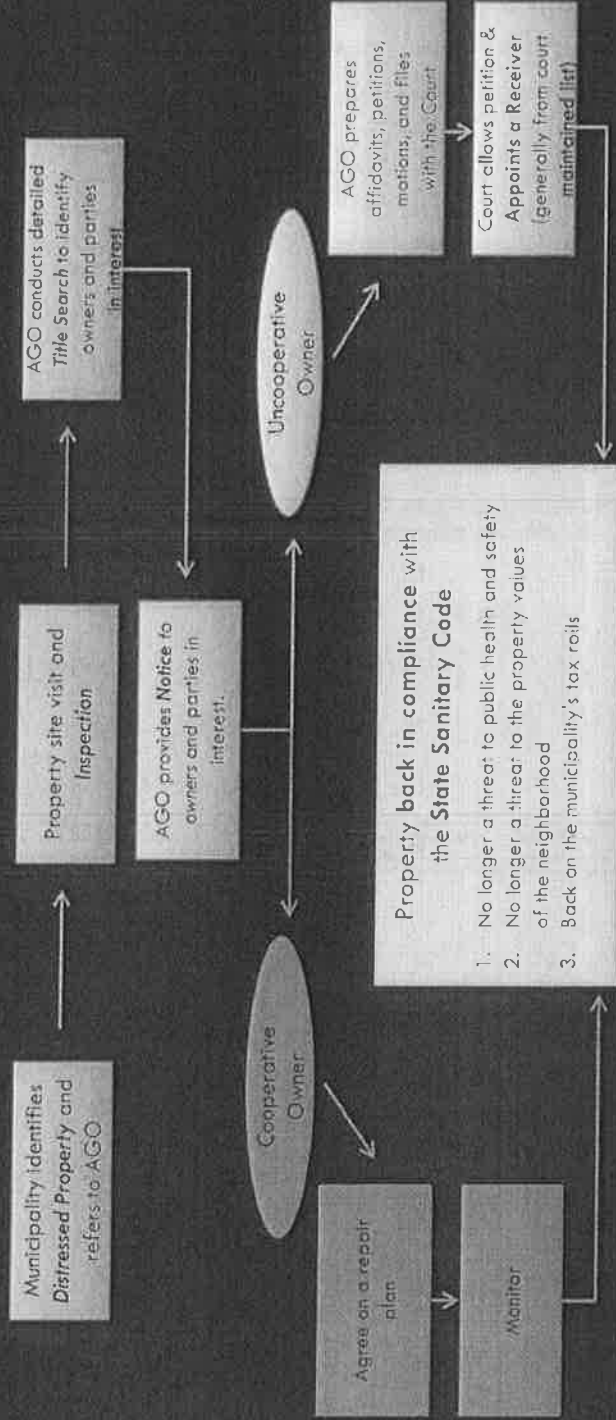 Municipality identifies
Distressed Property and
refers to AGO
Property site visit and
Inspection
AGO conducts detailed
Title Search to identify
owners and parties
in interest
AGO provides Notice to
owners and parties in
interest.
Cooperative
Owner
Uncooperative
Owner
Agree on a repair
plan
Monitor
AGO prepares
affidavits, petitions,
motions, and files
with the Court
Court allows petition &
Appoints a Receiver
(generally from court
maintained list)
Property back in compliance with
the State Sanitary Code
1. No longer a threat to public health and safety
2. No longer a threat to the property values
of the neighborhood
3. Back on the municipality's tax rolls